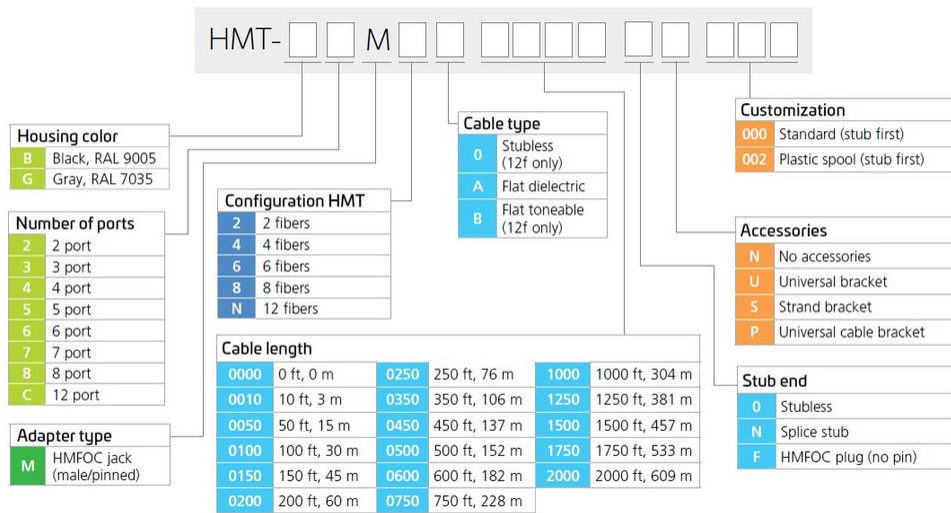 HMT- M
Housing color
B Black, RAL 9005
G Gray, RAL 7035
Number of ports
2 2 port
3 3 port
4 4 port
5 5 port
6 6 port
7 7 port
8 8 port
C 12 port
Adapter type
M HMFOC jack
(male/pinned)
Configuration HMT
2 2 fibers
4 4 fibers
6 6 fibers
8 8 fibers
N 12 fibers
Cable type
0 Stubless
(12f only)
A Flat dielectric
B Flat toneable
(12f only)
Cable length
0000 0 ft, 0 m 0250 250 ft, 76 m 1000 1000 ft, 304 m
0010 10 ft, 3 m 0350 350 ft, 106 m 1250 1250 ft, 381 m
0050 50 ft, 15 m 0450 450 ft, 137 m 1500 1500 ft, 457 m
0100 100 ft, 30 m 0500 500 ft, 152 m 1750 1750 ft, 533 m
0150 150 ft, 45 m 0600 600 ft, 182 m 2000 2000 ft, 609 m
0200 200 ft, 60 m 0750 750 ft, 228 m
Customization
000 Standard (stub first)
002 Plastic spool (stub first)
Accessories
N No accessories
U Universal bracket
S Strand bracket
P Universal cable bracket
Stub end
0 Stubless
N Splice stub
F HMFOC plug (no pin)